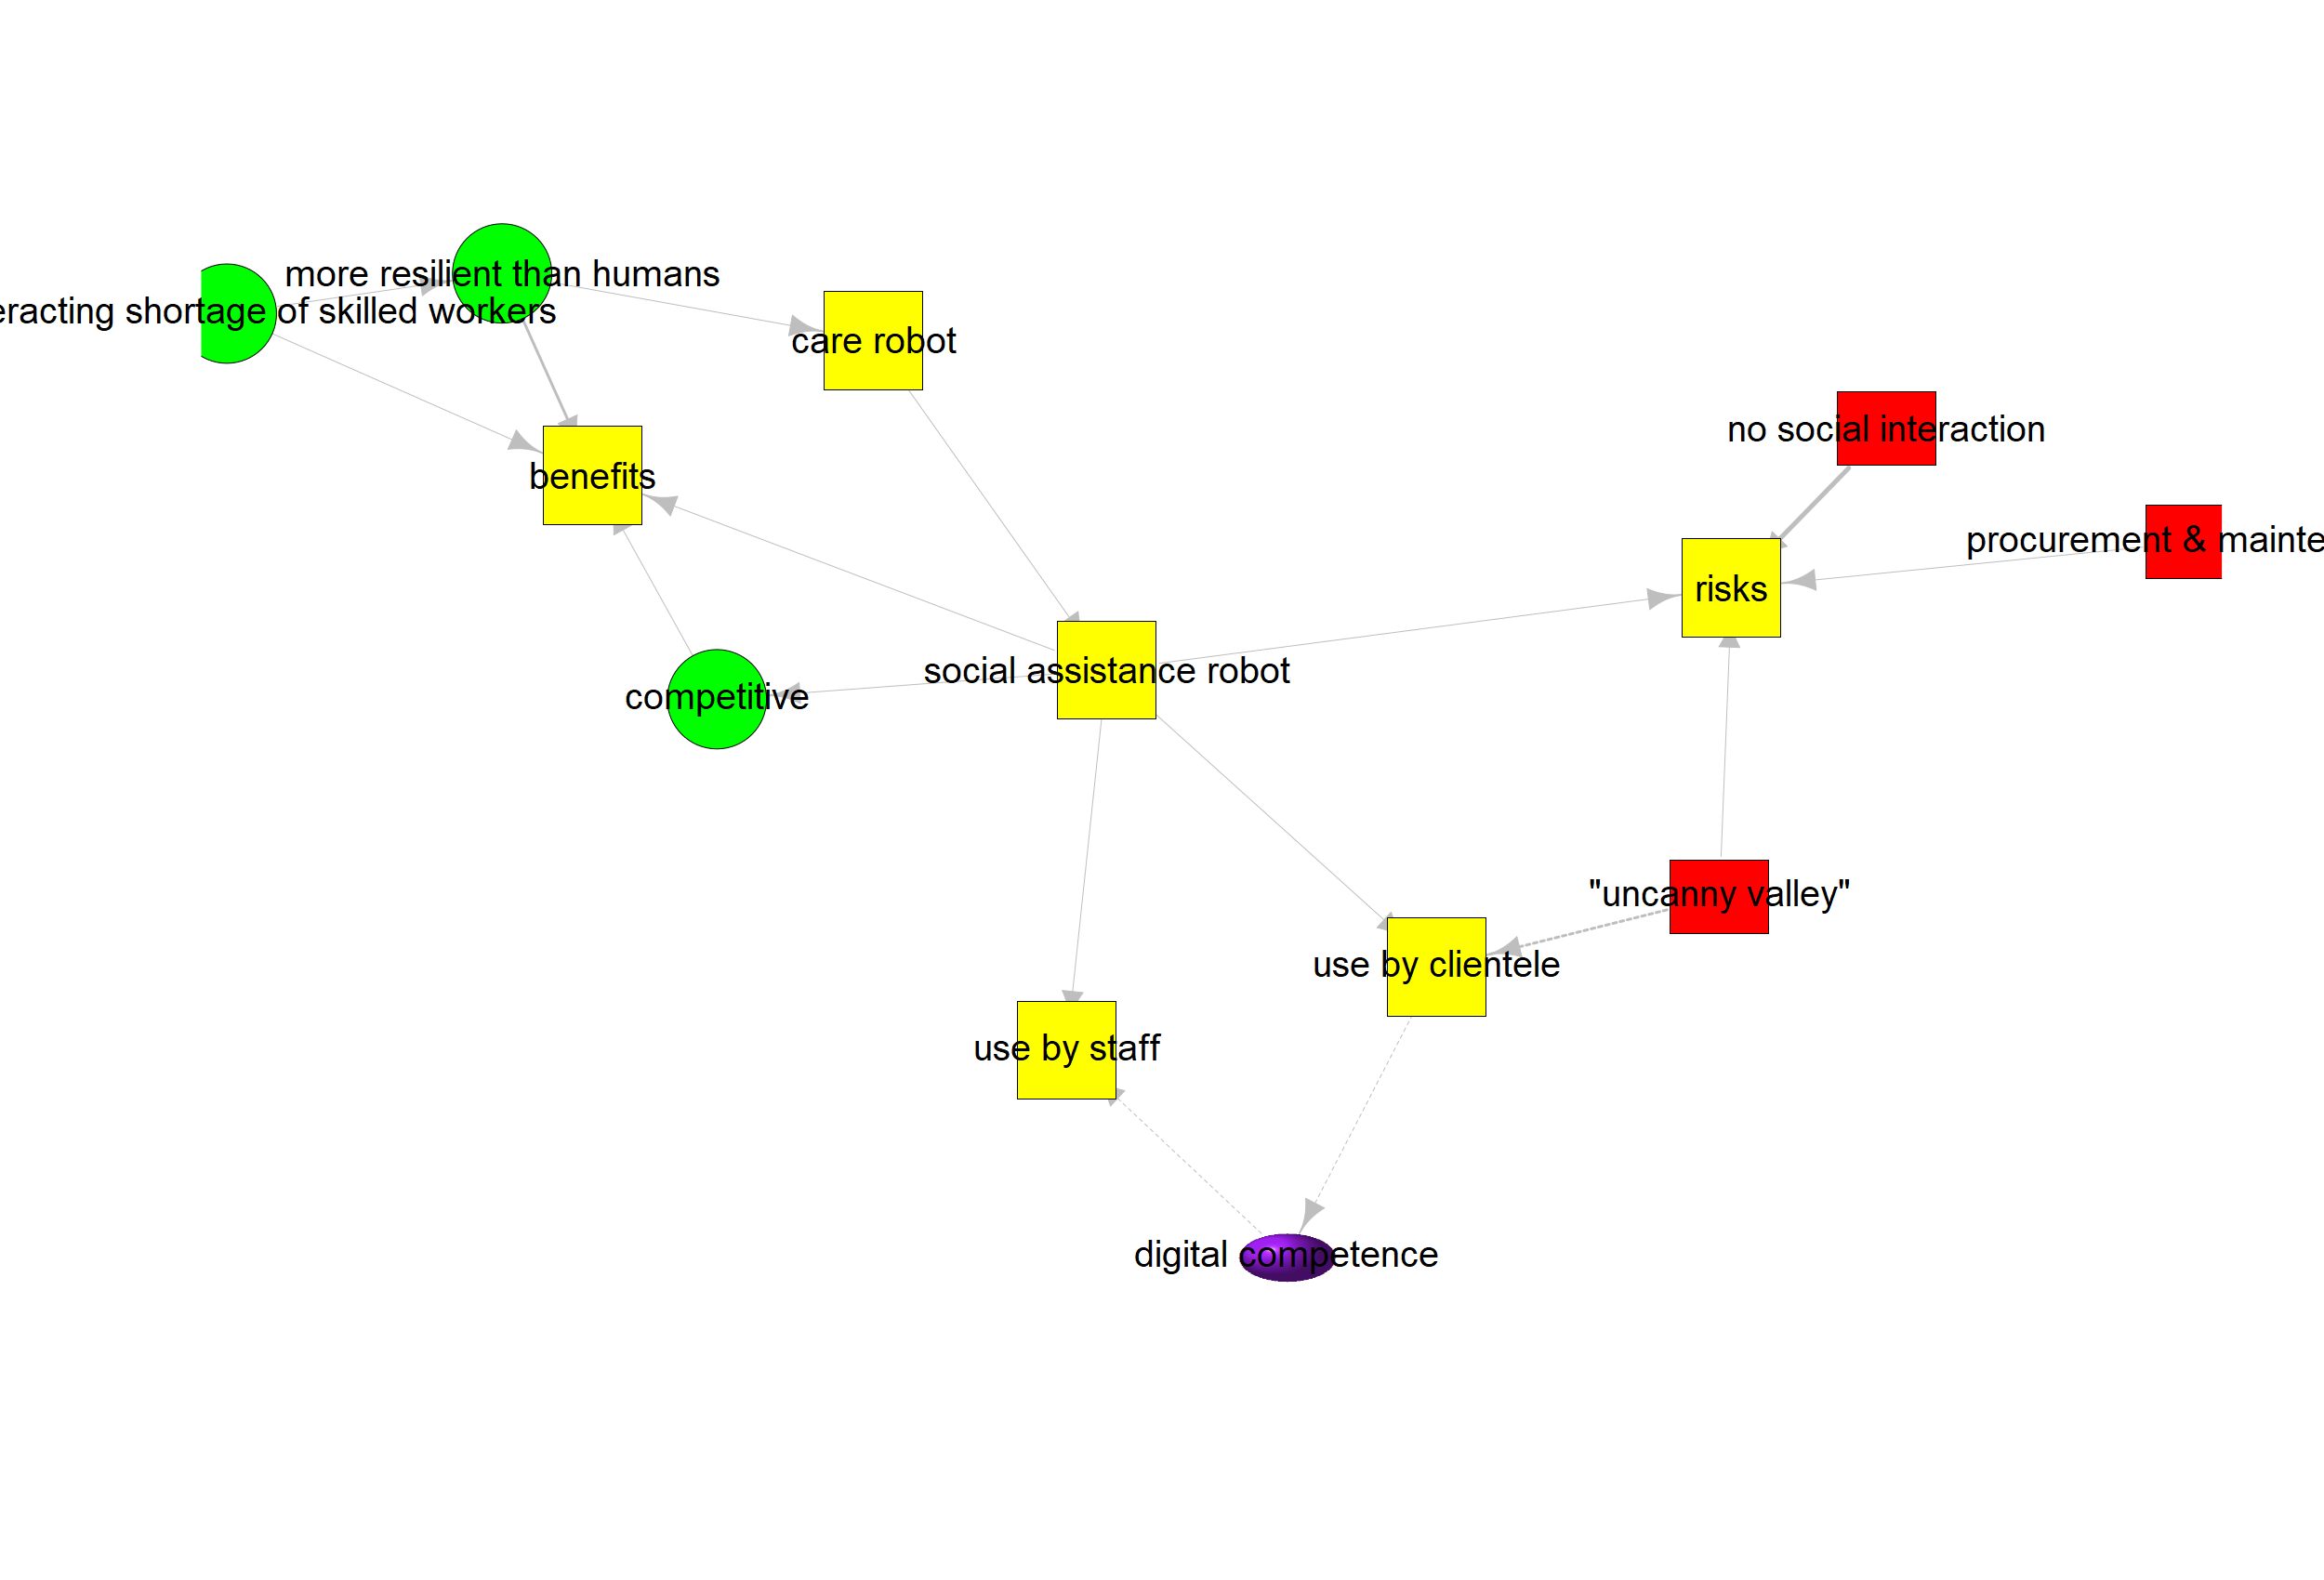 more resilient than humans
eracting shortage of skilled workers
care robot
no social interaction
benefits
procurement & mainte
risks
social assistance robot
competitive
"uncanny valley"
use by clientele
use by staff
digital competence